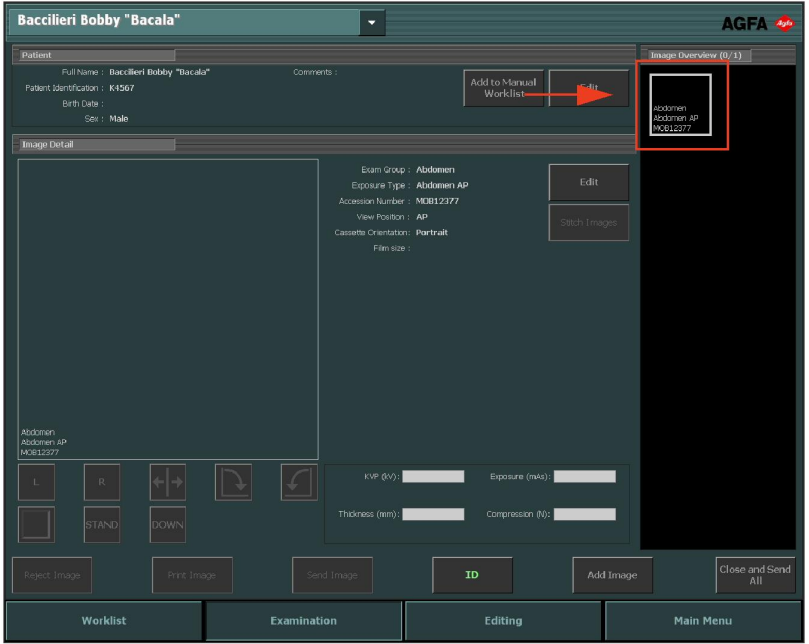 Baccilieri Bobby "Bacala"
AGFA
Agfa
Patient
Full Name : Baccilieri Bobby "Bacala"
Comments :
Patient Identification : K4567
Birth Date :
Sex : Male
Add to Manual
Worklist
Edit
Image Overview (0/1)
Abdomen
Abdomen AP
MOB12377
Image Detail
Exam Group : Abdomen
Exposure Type : Abdomen AP
Accession Number : MOB12377
View Position : AP
Cassette Orientation: Portrait
Film size :
Edit
Stitch Images
Abdomen
Abdomen AP
MOB12377
L
R
STAND
DOWN
KVP (kV):
Exposure (mAs):
Thickness (mm):
Compression (N):
Reject Image
Print Image
Send Image
ID
Add Image
Close and Send
All
Worklist
Examination
Editing
Main Menu